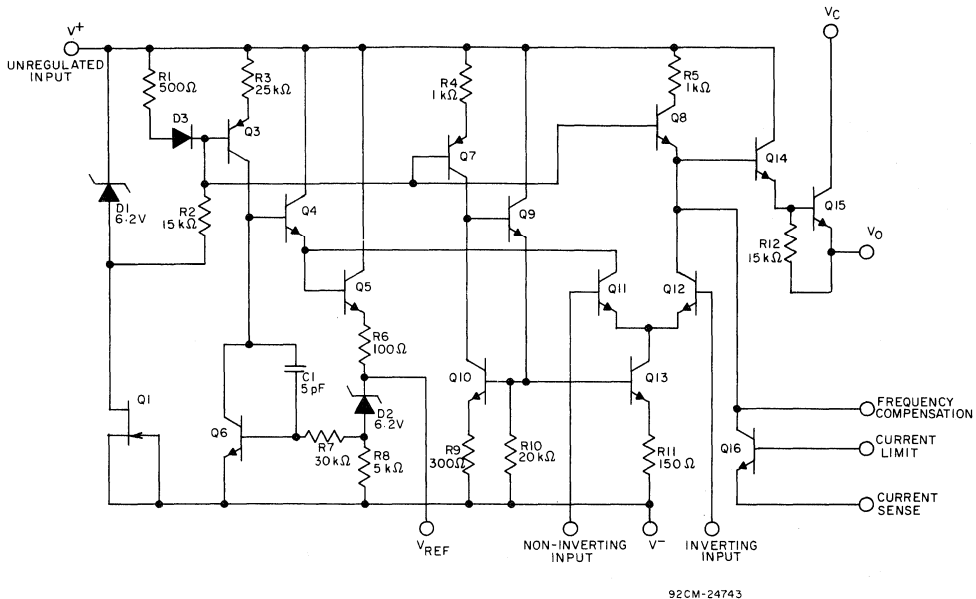 V+
UNREGULATED
INPUT
R1
500Ω
R3
25kΩ
D3
Q3
D1
6.2V
R2
15kΩ
Q4
Q5
R4
1kΩ
Q7
Q9
R5
1kΩ
Q8
Q14
VC
Q15
R12
15kΩ
VO
Q11
Q12
R6
100Ω
C1
5pF
Q10
Q13
Q1
Q6
D2
6.2V
R7
30kΩ
R8
5kΩ
R9
300Ω
R10
20kΩ
R11
150Ω
Q16
FREQUENCY
COMPENSATION
CURRENT
LIMIT
CURRENT
SENSE
VREF
NON-INVERTING
INPUT
V-
INVERTING
INPUT
92CM-24743